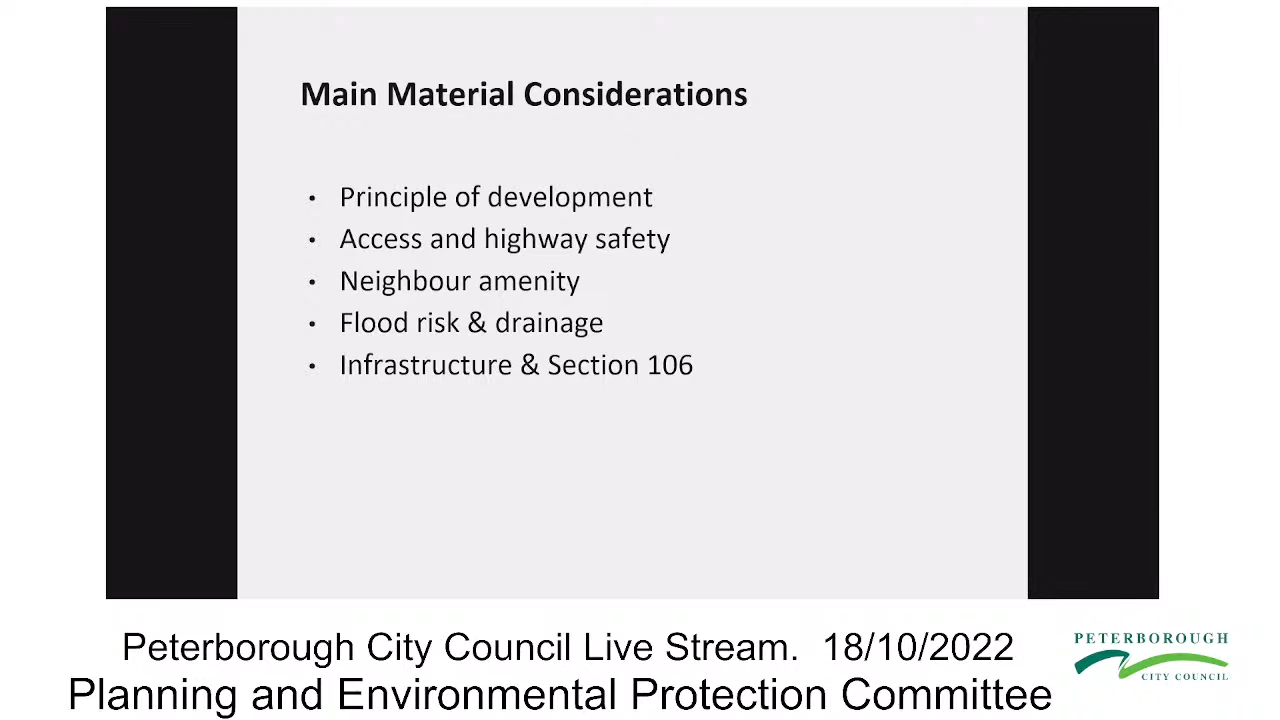 Main Material Considerations
• Principle of development
• Access and highway safety
• Neighbour amenity
• Flood risk & drainage
• Infrastructure & Section 106
Peterborough City Council Live Stream.  18/10/2022
Planning and Environmental Protection Committee
PETERBOROUGH
CITY COUNCIL